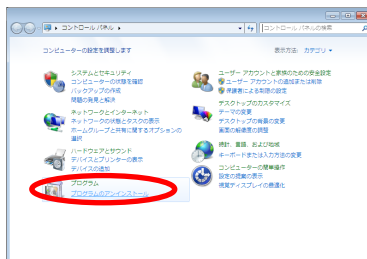 コントロール パネル
コントロール パネルの検索
コンピューターの設定を調整します
表示方法: カテゴリ
システムとセキュリティ
コンピューターの状態を確認
バックアップの作成
問題の発見と解決
ネットワークとインターネット
ネットワークの状態とタスクの表示
ホームグループと共有に関するオプションの
選択
ハードウェアとサウンド
デバイスとプリンターの表示
デバイスの追加
プログラム
プログラムのアンインストール
ユーザー アカウントと家族のための安全設定
ユーザー アカウントの追加または削除
保護者による制限の設定
デスクトップのカスタマイズ
テーマの変更
デスクトップの背景の変更
画面の解像度の調整
時計、言語、および地域
キーボードまたは入力方法の変更
コンピューターの簡単操作
設定の提案の表示
視覚ディスプレイの最適化